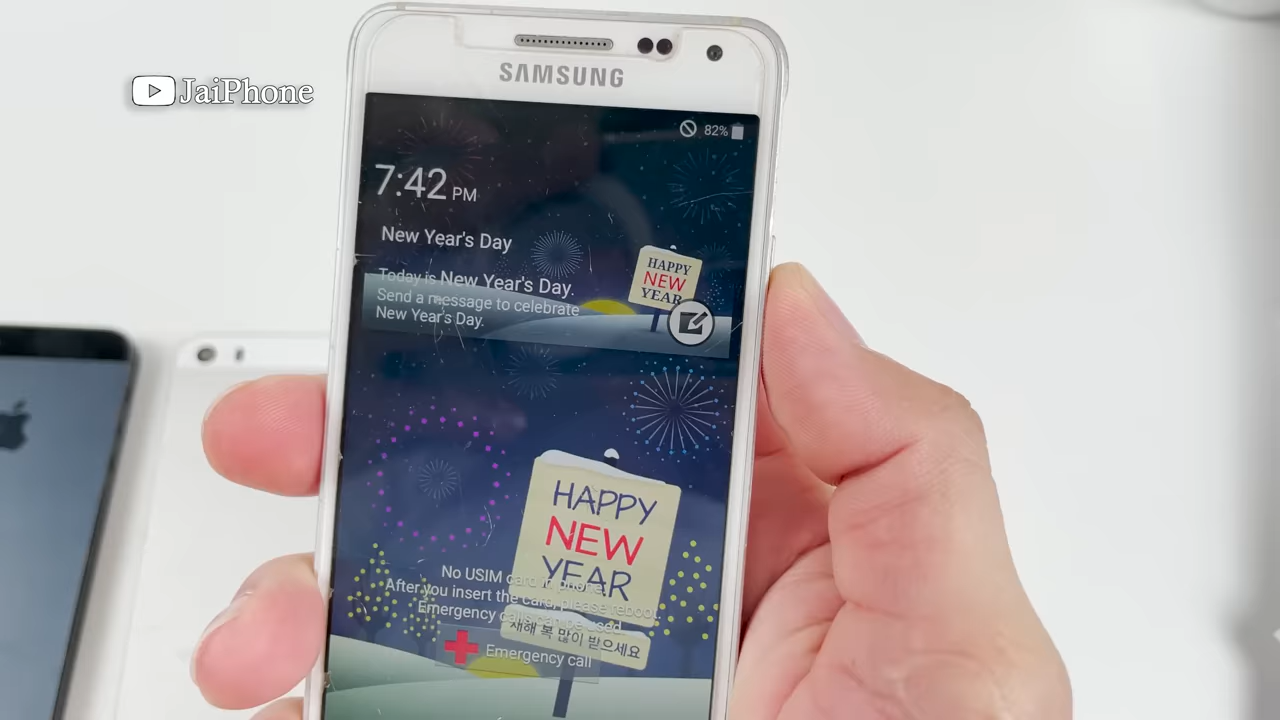 JaiPhone
SAMSUNG
82%
7:42 PM
New Year's Day
Today is New Year's Day.
Send a message to celebrate
New Year's Day.
HAPPY
NEW
YEAR
HAPPY
NEW
YEAR
No USIM card in phone.
After you insert the card, please reboot.
Emergency calls can be used.
새해 복 많이 받으세요
Emergency call